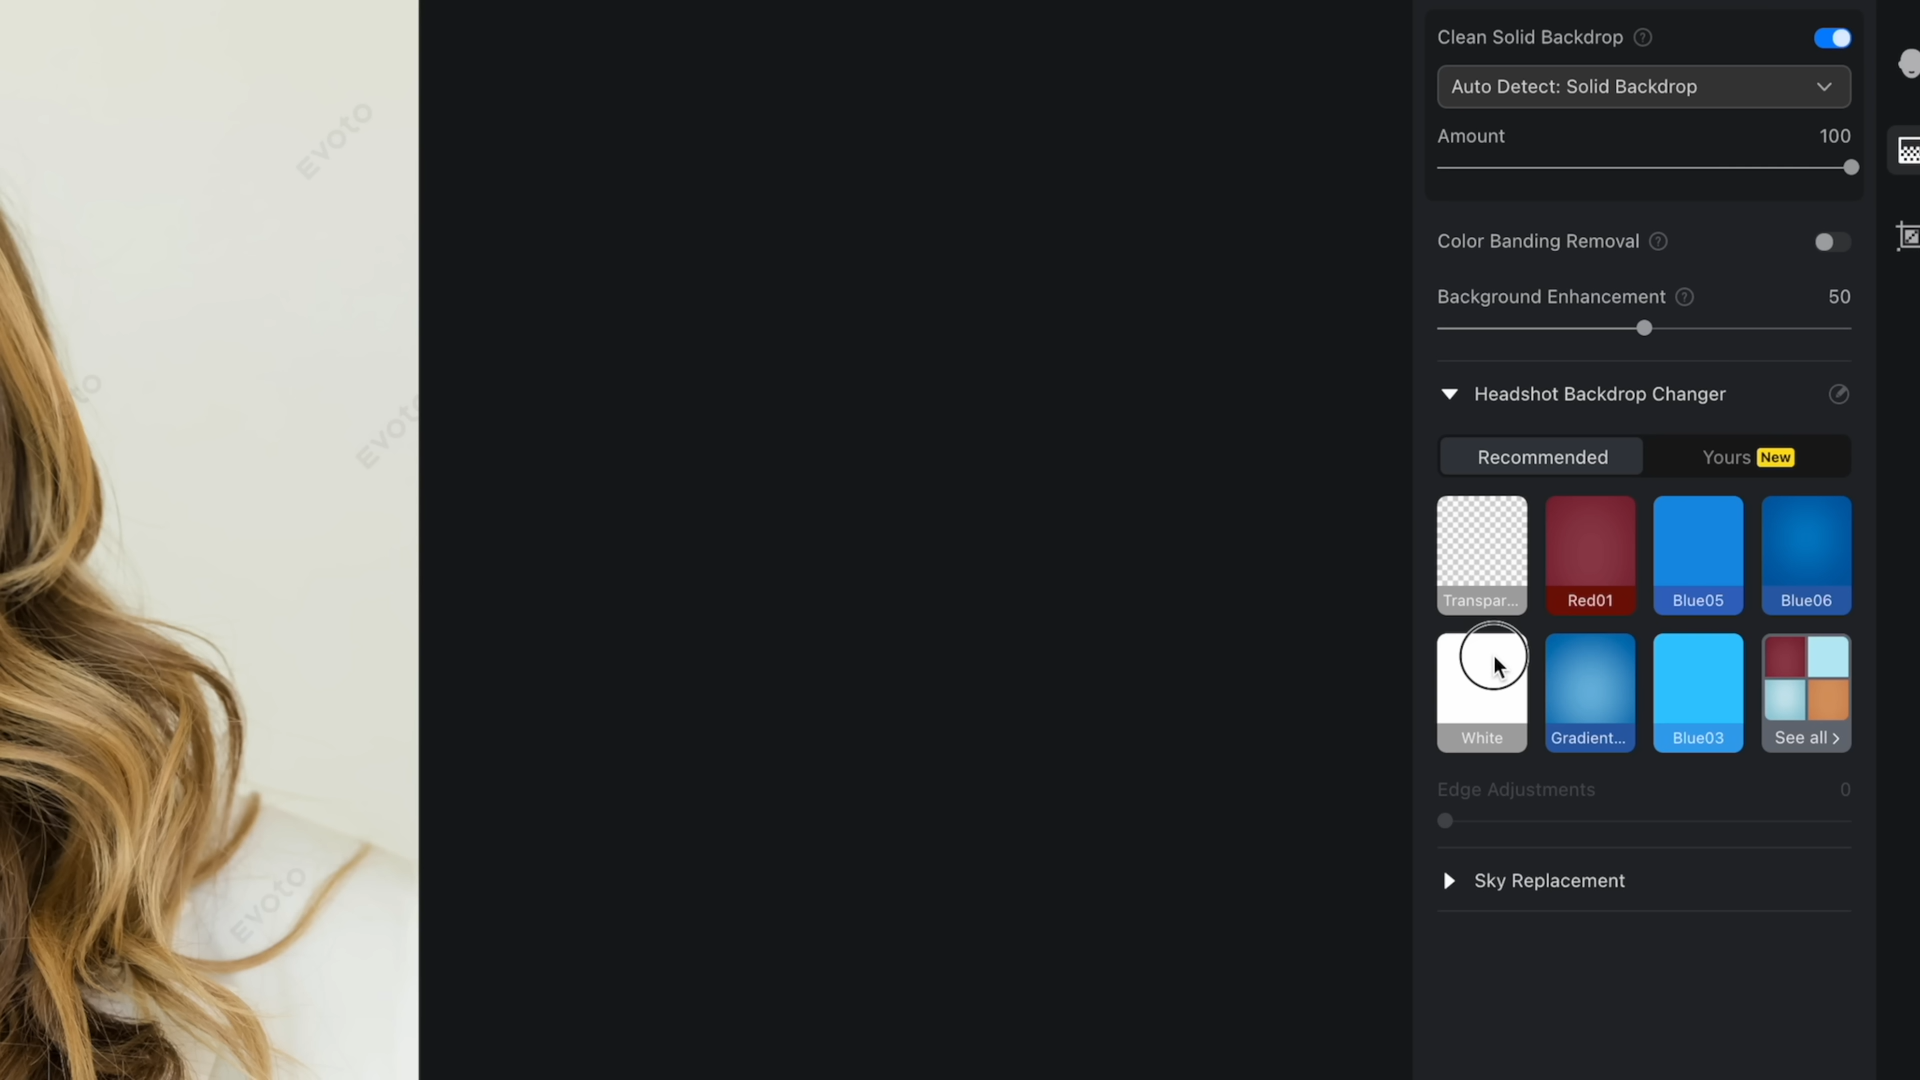 Clean Solid Backdrop
Auto Detect: Solid Backdrop
Amount 100
Color Banding Removal
Background Enhancement 50
Headshot Backdrop Changer
Recommended Yours New
Transpar... Red01 Blue05 Blue06
White Gradient... Blue03 See all >
Edge Adjustments 0
Sky Replacement
EVOTO
to
EVOTO
EVOTO